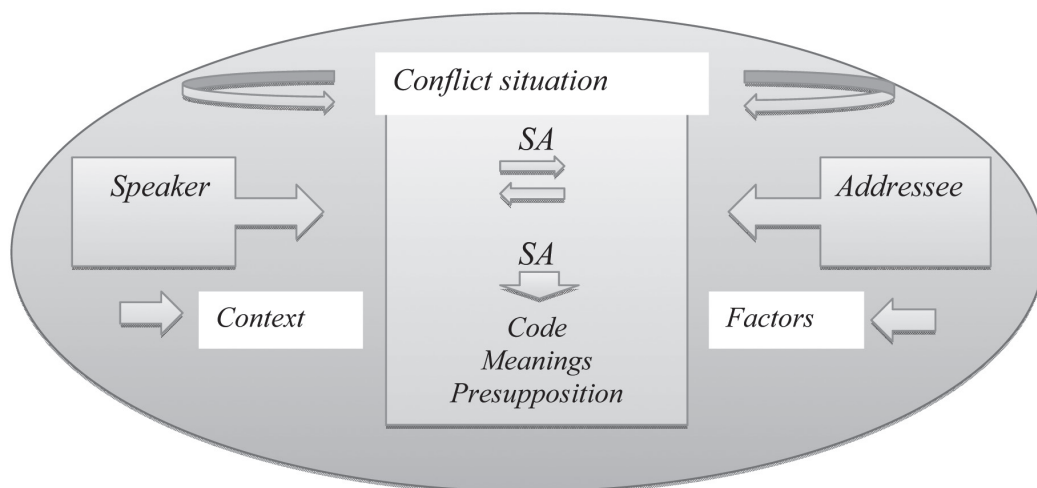 Conflict situation
SA
Speaker
Addressee
SA
Context
Factors
Code
Meanings
Presupposition